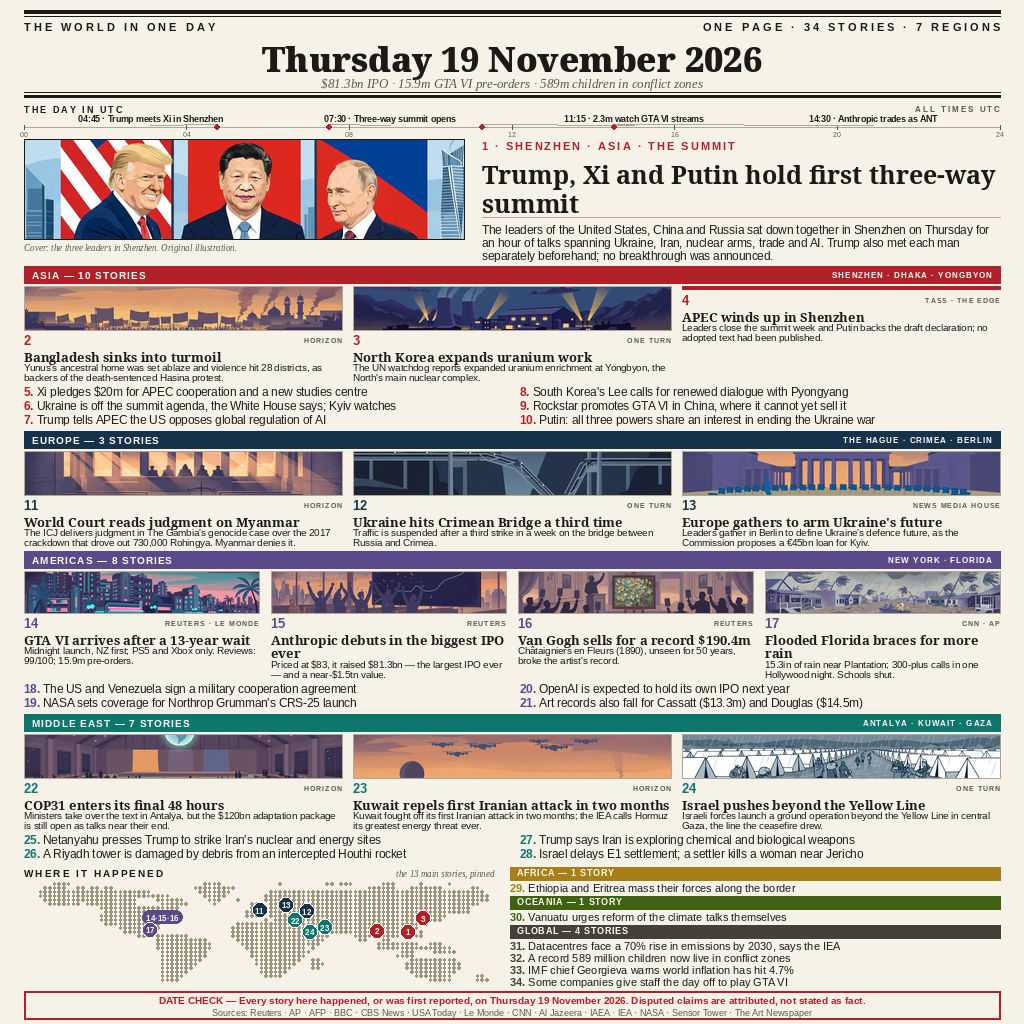 THE WORLD IN ONE DAY
ONE PAGE · 34 STORIES · 7 REGIONS
Thursday 19 November 2026
$81.3bn IPO · 15.9m GTA VI pre-orders · 589m children in conflict zones
THE DAY IN UTC
ALL TIMES UTC
04:45 · Trump meets Xi in Shenzhen
07:30 · Three-way summit opens
11:15 · 2.3m watch GTA VI streams
14:30 · Anthropic trades as ANT
00 04 08 12 16 20 24
1 · SHENZHEN · ASIA · THE SUMMIT
Trump, Xi and Putin hold first three-way
summit
The leaders of the United States, China and Russia sat down together in Shenzhen on Thursday for
an hour of talks spanning Ukraine, Iran, nuclear arms, trade and AI. Trump also met each man
separately beforehand; no breakthrough was announced.
Cover: the three leaders in Shenzhen. Original illustration.
ASIA — 10 STORIES
SHENZHEN · DHAKA · YONGBYON
2
HORIZON
Bangladesh sinks into turmoil
Yunus's ancestral home was set ablaze and violence hit 28 districts, as
backers of the death-sentenced Hasina protest.
3
ONE TURN
North Korea expands uranium work
The UN watchdog reports expanded uranium enrichment at Yongbyon, the
North's main nuclear complex.
4
TASS · THE EDGE
APEC winds up in Shenzhen
Leaders close the summit week and Putin backs the draft declaration; no
adopted text had been published.
5. Xi pledges $20m for APEC cooperation and a new studies centre
6. Ukraine is off the summit agenda, the White House says; Kyiv watches
7. Trump tells APEC the US opposes global regulation of AI
8. South Korea's Lee calls for renewed dialogue with Pyongyang
9. Rockstar promotes GTA VI in China, where it cannot yet sell it
10. Putin: all three powers share an interest in ending the Ukraine war
EUROPE — 3 STORIES
THE HAGUE · CRIMEA · BERLIN
11
World Court reads judgment on Myanmar
The ICJ delivers judgment in The Gambia's genocide case over the 2017
crackdown that drove out 730,000 Rohingya. Myanmar denies it.
12
ONE TURN
Ukraine hits Crimean Bridge a third time
Traffic is suspended after a third strike in a week on the bridge between
Russia and Crimea.
13
NEWS MEDIA HOUSE
Europe gathers to arm Ukraine's future
Leaders gather in Berlin to define Ukraine's defence future, as the
Commission proposes a €45bn loan for Kyiv.
HORIZON
AMERICAS — 8 STORIES
NEW YORK · FLORIDA
14
REUTERS · LE MONDE
GTA VI arrives after a 13-year wait
Midnight launch, NZ first; PS5 and Xbox only. Reviews:
99/100; 15.9m pre-orders.
15
REUTERS
Anthropic debuts in the biggest IPO
ever
Priced at $83, it raised $81.3bn — the largest IPO ever
— and a near-$1.5tn value.
16
REUTERS
Van Gogh sells for a record $190.4m
Châtaigniers en Fleurs (1890), unseen for 50 years,
broke the artist's record.
17
CNN · AP
Flooded Florida braces for more
rain
15.3in of rain near Plantation; 300-plus calls in one
Hollywood night. Schools shut.
18. The US and Venezuela sign a military cooperation agreement
19. NASA sets coverage for Northrop Grumman's CRS-25 launch
20. OpenAI is expected to hold its own IPO next year
21. Art records also fall for Cassatt ($13.3m) and Douglas ($14.5m)
MIDDLE EAST — 7 STORIES
ANTALYA · KUWAIT · GAZA
22
HORIZON
COP31 enters its final 48 hours
Ministers take over the text in Antalya, but the $120bn adaptation package
is still open as talks near their end.
23
HORIZON
Kuwait repels first Iranian attack in two months
Kuwait fought off its first Iranian attack in two months; the IEA calls Hormuz
its greatest energy threat ever.
24
ONE TURN
Israel pushes beyond the Yellow Line
Israeli forces launch a ground operation beyond the Yellow Line in central
Gaza, the line the ceasefire drew.
25. Netanyahu presses Trump to strike Iran's nuclear and energy sites
26. A Riyadh tower is damaged by debris from an intercepted Houthi rocket
27. Trump says Iran is exploring chemical and biological weapons
28. Israel delays E1 settlement; a settler kills a woman near Jericho
WHERE IT HAPPENED
the 13 main stories, pinned
14·15·16
17
11
13
12
22
24
23
2
1
3
AFRICA — 1 STORY
29. Ethiopia and Eritrea mass their forces along the border
OCEANIA — 1 STORY
30. Vanuatu urges reform of the climate talks themselves
GLOBAL — 4 STORIES
31. Datacentres face a 70% rise in emissions by 2030, says the IEA
32. A record 589 million children now live in conflict zones
33. IMF chief Georgieva warns world inflation has hit 4.7%
34. Some companies give staff the day off to play GTA VI
DATE CHECK — Every story here happened, or was first reported, on Thursday 19 November 2026. Disputed claims are attributed, not stated as fact.
Sources: Reuters · AP · AFP · BBC · CBS News · USA Today · Le Monde · CNN · Al Jazeera · IAEA · IEA · NASA · Sensor Tower · The Art Newspaper